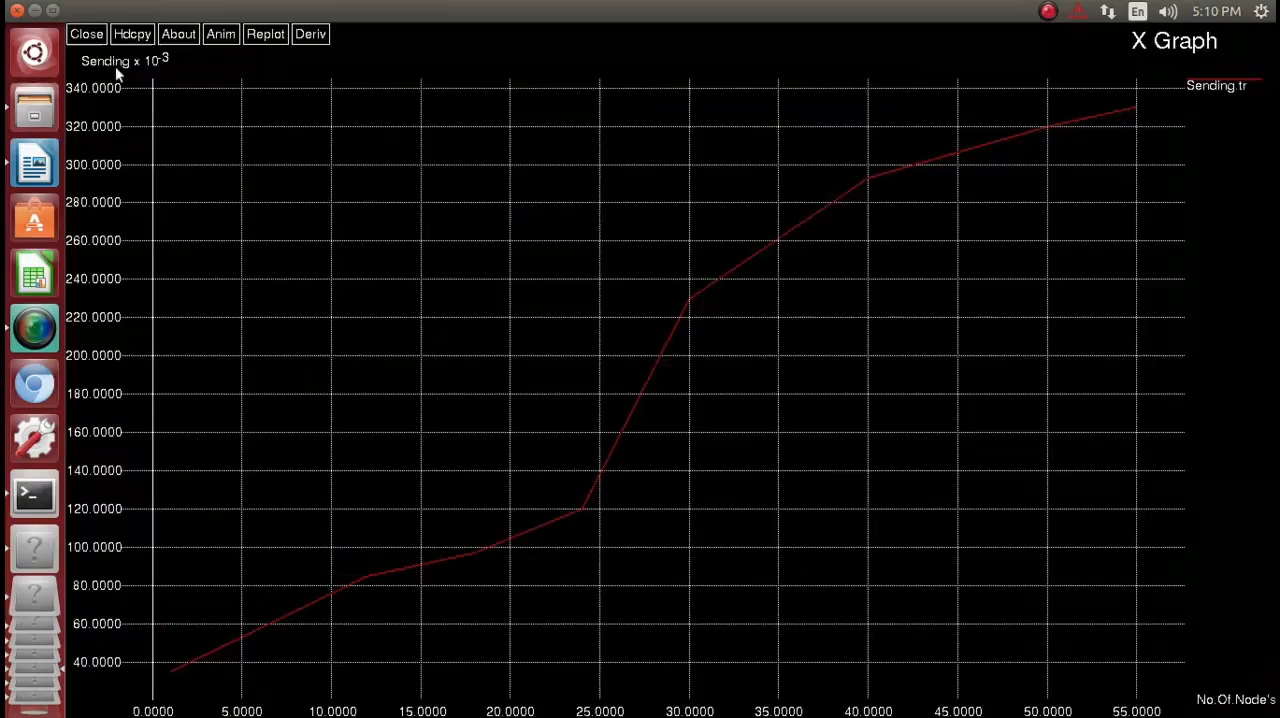 En 5:10 PM
Close Hdcpy About Anim Replot Deriv
X Graph
Sending x 10-3
Sending.tr
340.0000
320.0000
300.0000
280.0000
260.0000
240.0000
220.0000
200.0000
180.0000
160.0000
140.0000
120.0000
100.0000
80.0000
60.0000
40.0000
No.Of.Node's
0.0000 5.0000 10.0000 15.0000 20.0000 25.0000 30.0000 35.0000 40.0000 45.0000 50.0000 55.0000